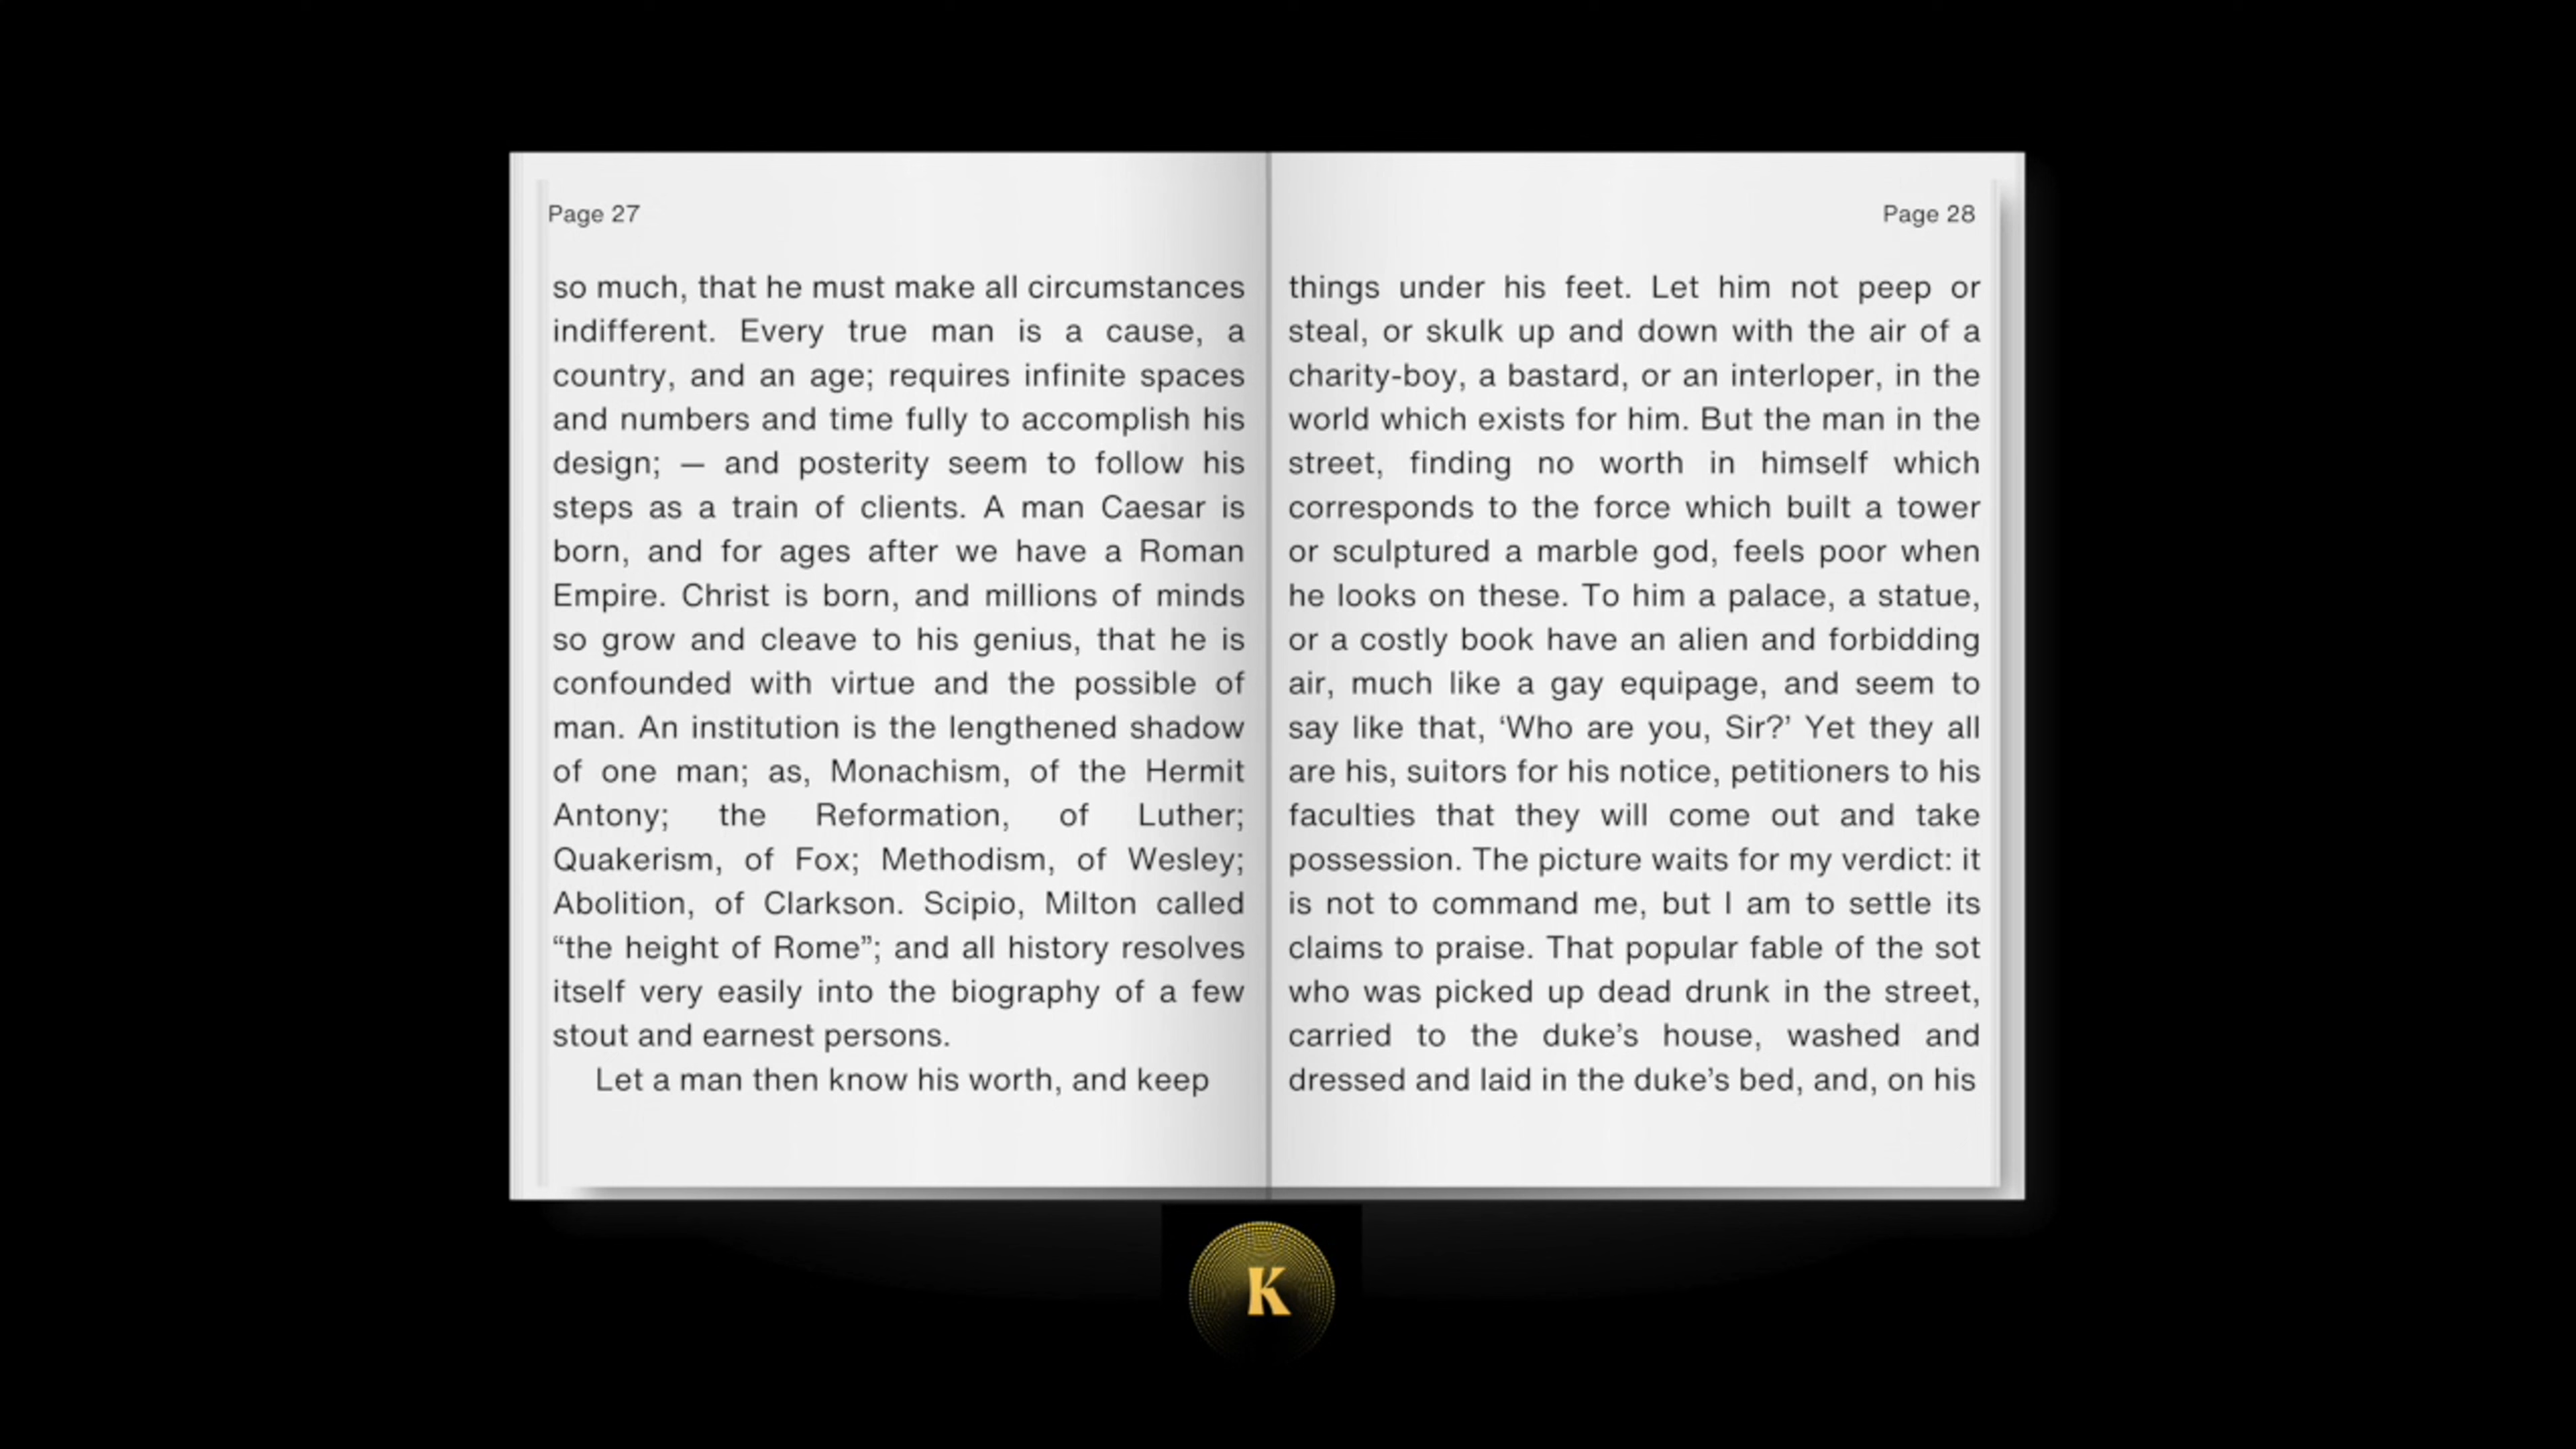 Page 27
so much, that he must make all circumstances
indifferent. Every true man is a cause, a
country, and an age; requires infinite spaces
and numbers and time fully to accomplish his
design; — and posterity seem to follow his
steps as a train of clients. A man Caesar is
born, and for ages after we have a Roman
Empire. Christ is born, and millions of minds
so grow and cleave to his genius, that he is
confounded with virtue and the possible of
man. An institution is the lengthened shadow
of one man; as, Monachism, of the Hermit
Antony; the Reformation, of Luther;
Quakerism, of Fox; Methodism, of Wesley;
Abolition, of Clarkson. Scipio, Milton called
“the height of Rome”; and all history resolves
itself very easily into the biography of a few
stout and earnest persons.
Let a man then know his worth, and keep
Page 28
things under his feet. Let him not peep or
steal, or skulk up and down with the air of a
charity-boy, a bastard, or an interloper, in the
world which exists for him. But the man in the
street, finding no worth in himself which
corresponds to the force which built a tower
or sculptured a marble god, feels poor when
he looks on these. To him a palace, a statue,
or a costly book have an alien and forbidding
air, much like a gay equipage, and seem to
say like that, ‘Who are you, Sir?’ Yet they all
are his, suitors for his notice, petitioners to his
faculties that they will come out and take
possession. The picture waits for my verdict: it
is not to command me, but I am to settle its
claims to praise. That popular fable of the sot
who was picked up dead drunk in the street,
carried to the duke’s house, washed and
dressed and laid in the duke’s bed, and, on his
K